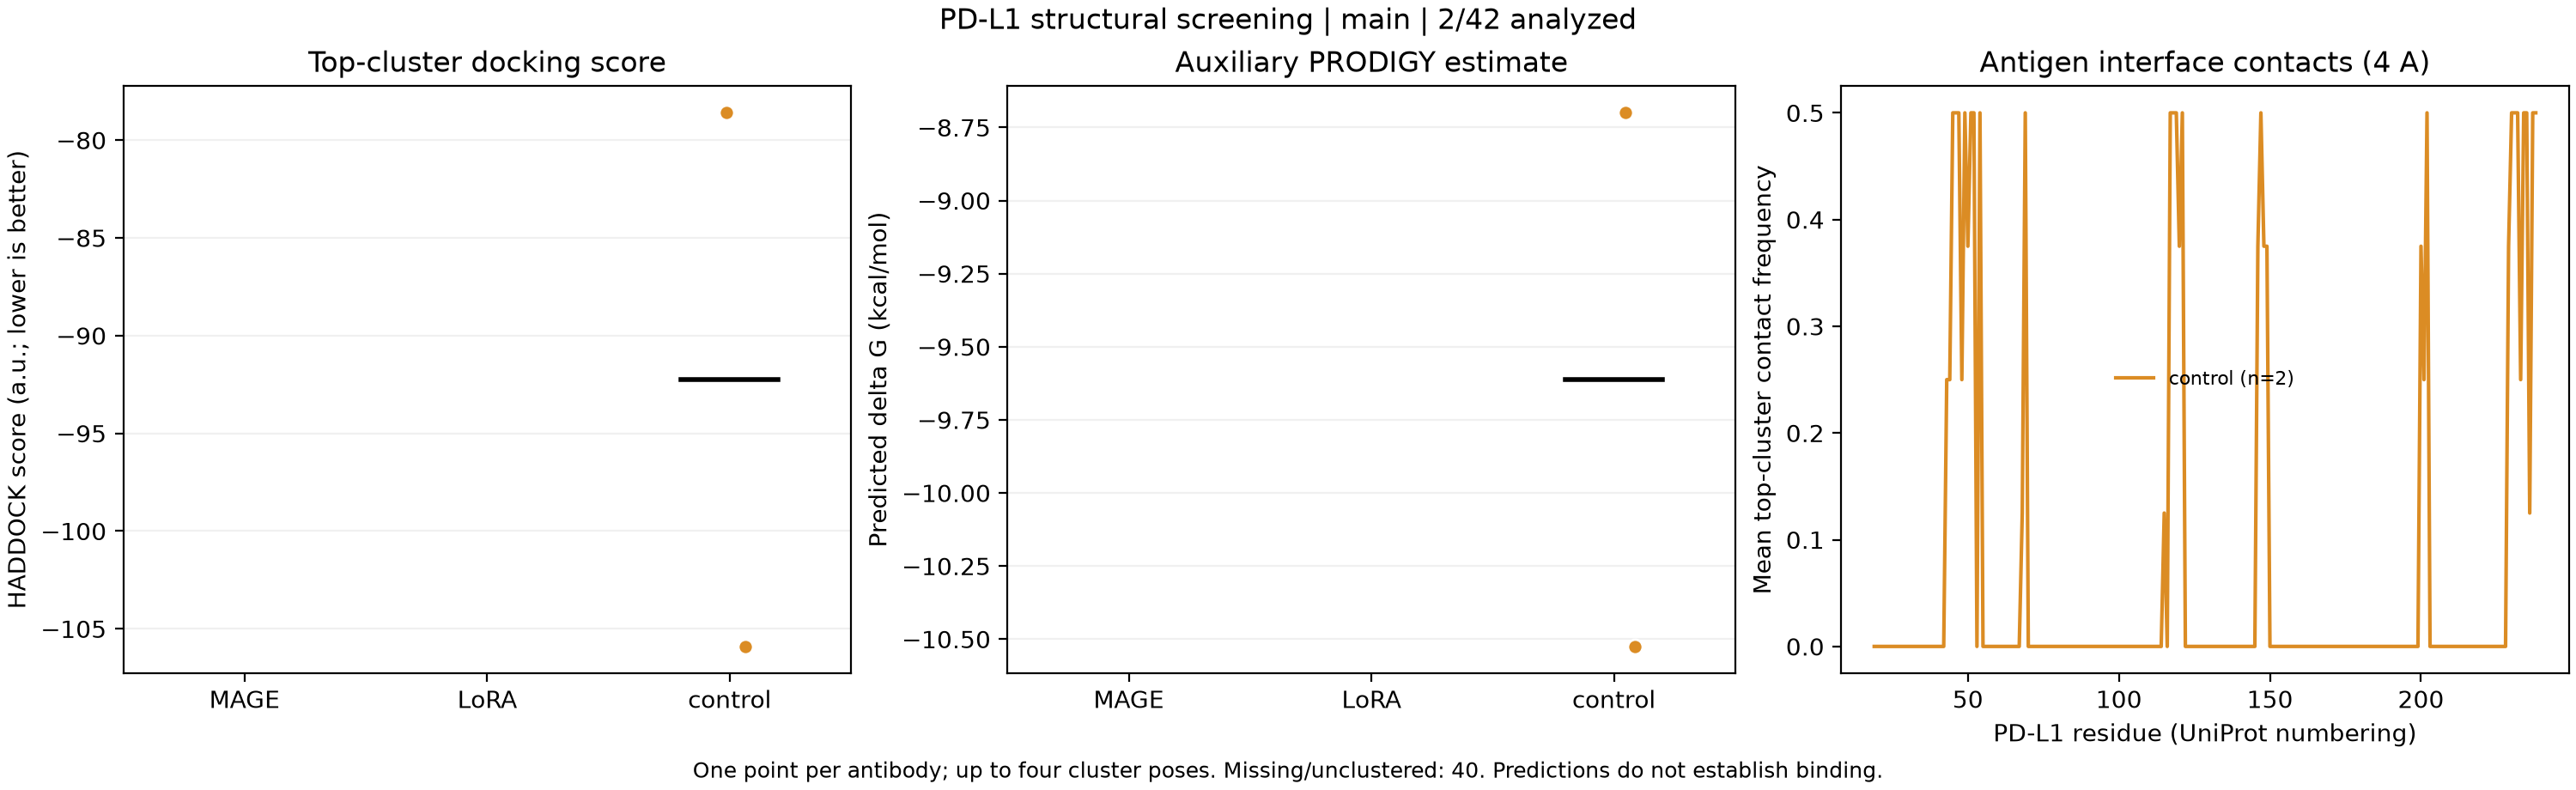 PD-L1 structural screening | main | 2/42 analyzed
Top-cluster docking score
HADDOCK score (a.u.; lower is better)
−80
−85
−90
−95
−100
−105
MAGE
LoRA
control
Auxiliary PRODIGY estimate
Predicted delta G (kcal/mol)
−8.75
−9.00
−9.25
−9.50
−9.75
−10.00
−10.25
−10.50
MAGE
LoRA
control
Antigen interface contacts (4 A)
Mean top-cluster contact frequency
0.5
0.4
0.3
0.2
0.1
0.0
control (n=2)
50
100
150
200
PD-L1 residue (UniProt numbering)
One point per antibody; up to four cluster poses. Missing/unclustered: 40. Predictions do not establish binding.